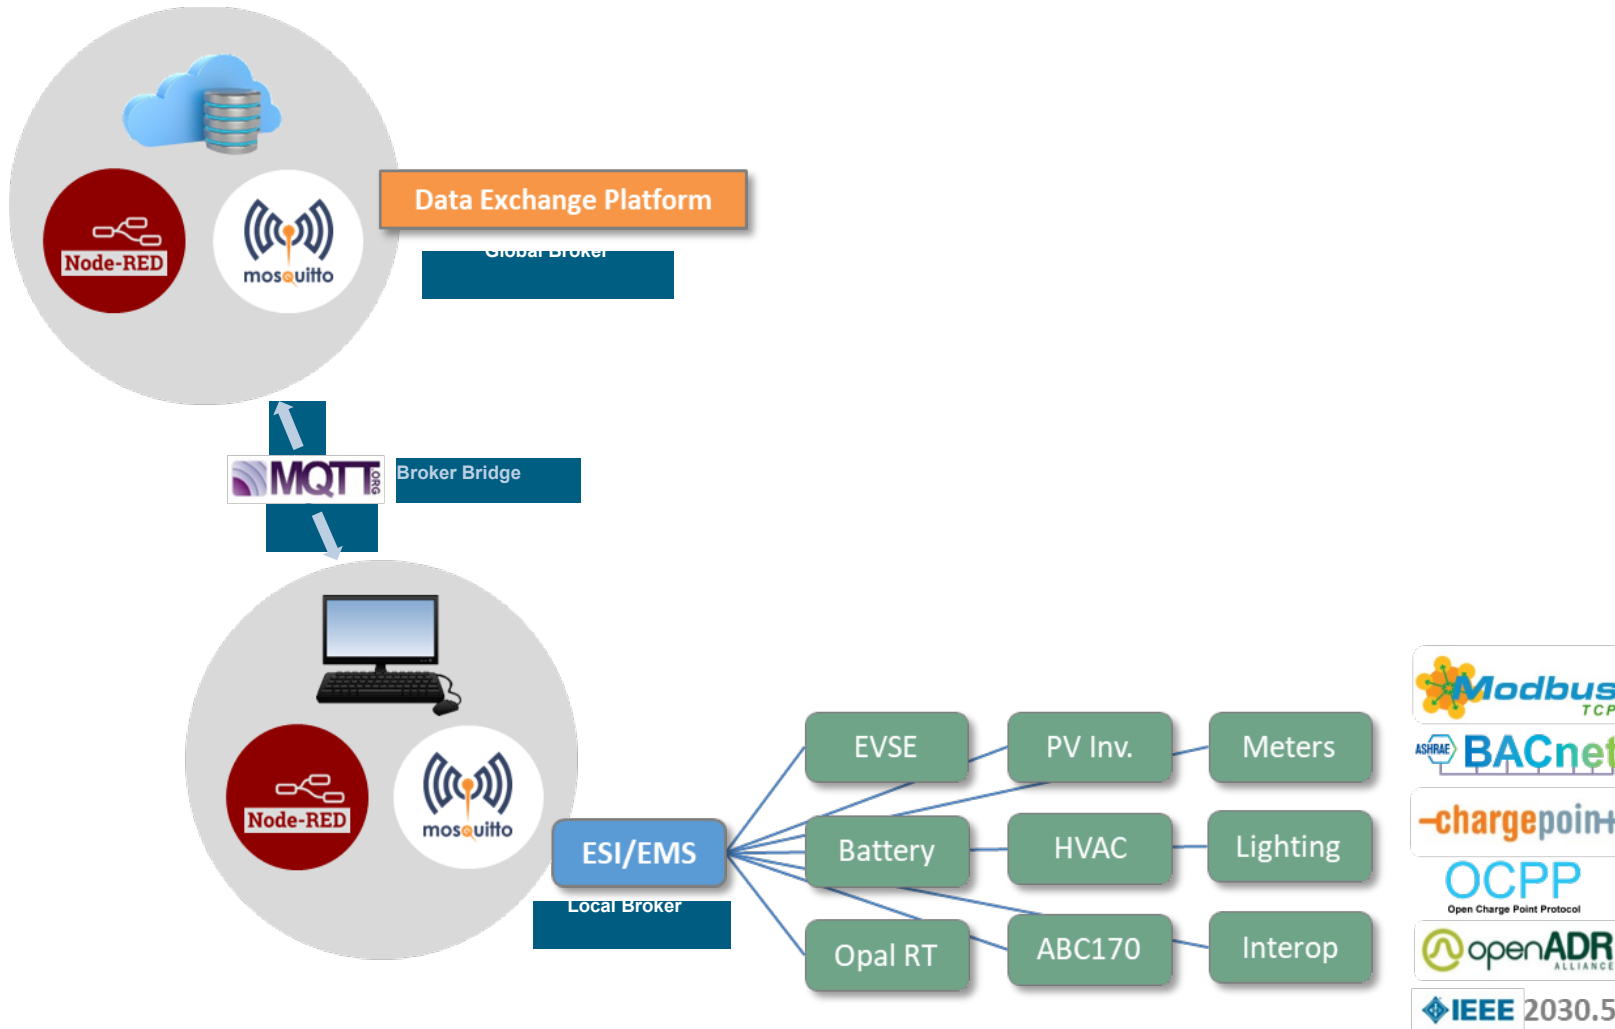 Data Exchange Platform
Node-RED
mosquitto
Global Broker
MQTT.ORG
Broker Bridge
Node-RED
mosquitto
ESI/EMS
Local Broker
EVSE
PV Inv.
Meters
Battery
HVAC
Lighting
Opal RT
ABC170
Interop
Modbus
TCP
ASHRAE BACnet
-chargepoin+
OCPP
Open Charge Point Protocol
openADR
ALLIANCE
IEEE 2030.5